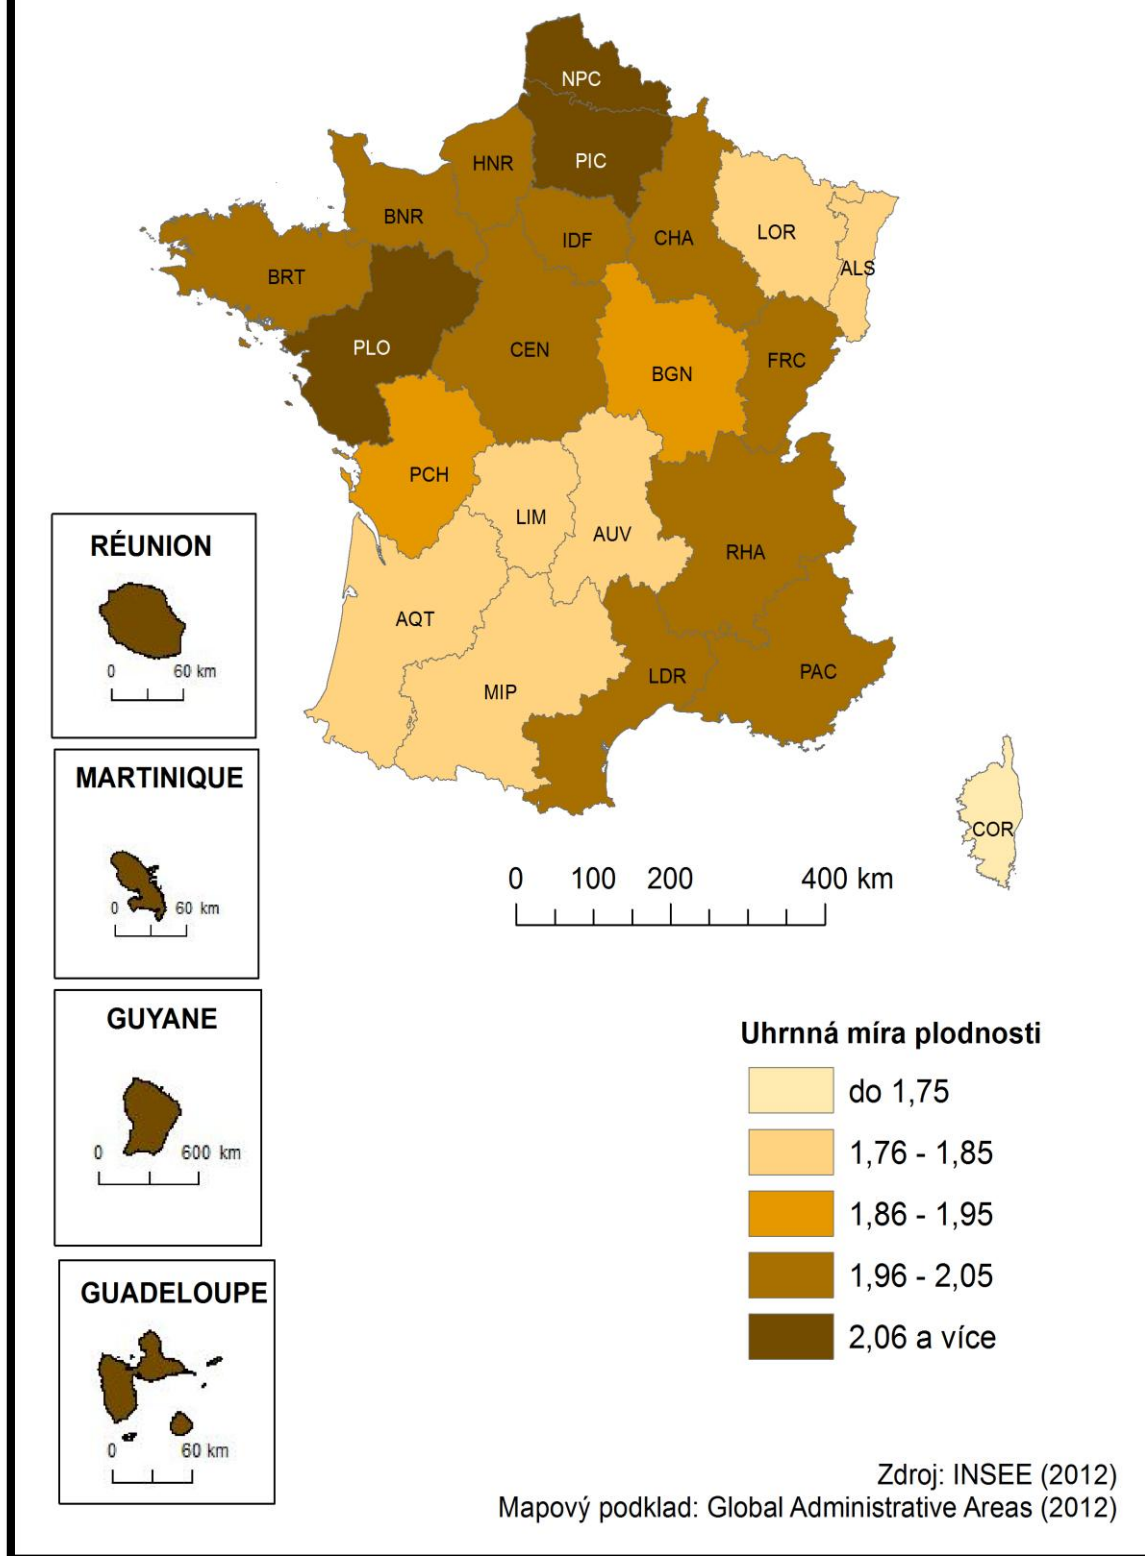 NPC
PIC
HNR
BNR
IDF
CHA
LOR
ALS
BRT
PLO
CEN
BGN
FRC
PCH
LIM
AUV
RHA
AQT
MIP
LDR
PAC
COR
0 100 200 400 km
RÉUNION
0 60 km
MARTINIQUE
0 60 km
GUYANE
0 600 km
GUADELOUPE
0 60 km
Uhrnná míra plodnosti
do 1,75
1,76 - 1,85
1,86 - 1,95
1,96 - 2,05
2,06 a více
Zdroj: INSEE (2012)
Mapový podklad: Global Administrative Areas (2012)